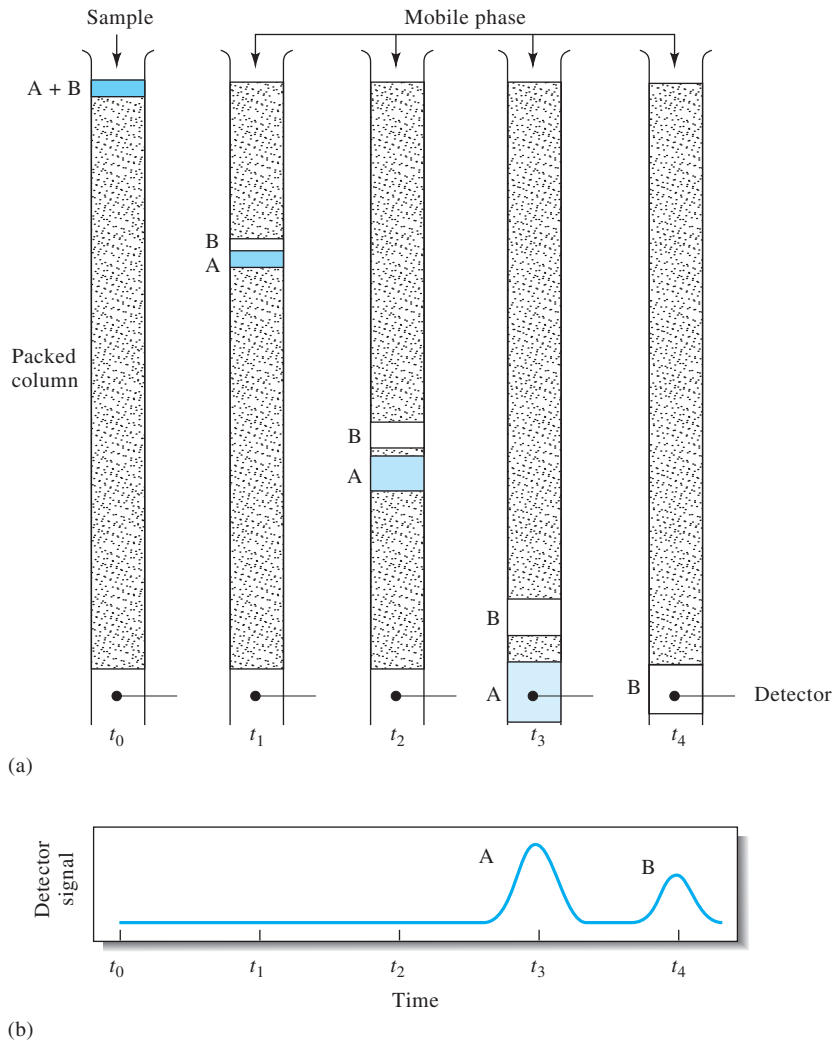 Sample
Mobile phase
A + B
B
A
Packed
column
B
A
B
A
B
Detector
t0
t1
t2
t3
t4
(a)
Detector
signal
A
B
t0
t1
t2
t3
t4
Time
(b)